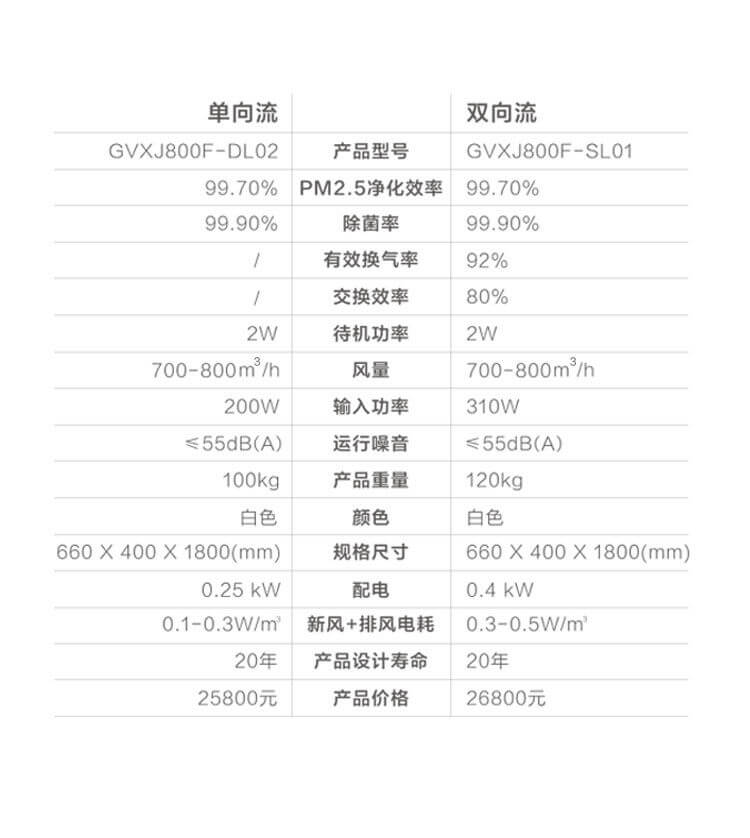 单向流 双向流
GVXJ800F-DL02 产品型号 GVXJ800F-SL01
99.70% PM2.5净化效率 99.70%
99.90% 除菌率 99.90%
/ 有效换气率 92%
/ 交换效率 80%
2W 待机功率 2W
700-800m³/h 风量 700-800m³/h
200W 输入功率 310W
≤55dB(A) 运行噪音 ≤55dB(A)
100kg 产品重量 120kg
白色 颜色 白色
660 X 400 X 1800(mm) 规格尺寸 660 X 400 X 1800(mm)
0.25 kW 配电 0.4 kW
0.1-0.3W/m³ 新风+排风电耗 0.3-0.5W/m³
20年 产品设计寿命 20年
25800元 产品价格 26800元